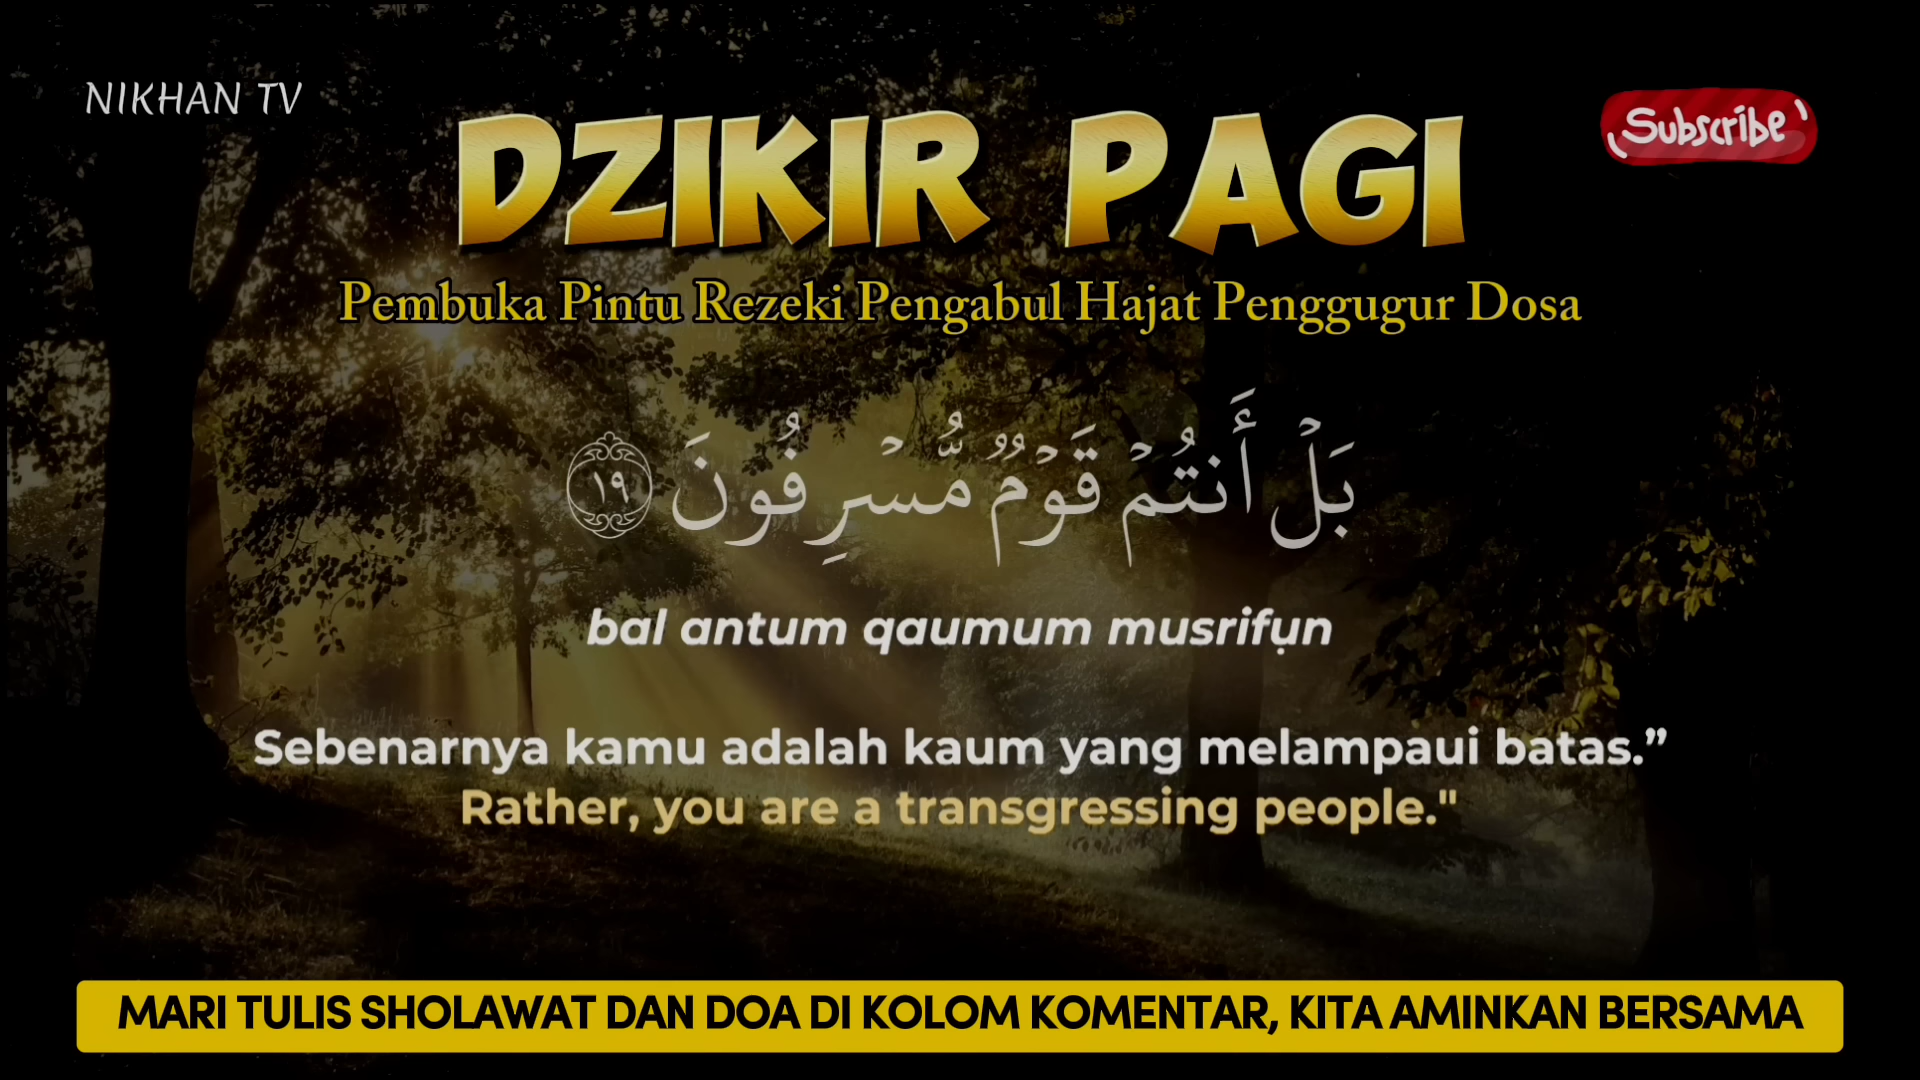 NIKHAN TV
Subscribe
DZIKIR PAGI
Pembuka Pintu Rezeki Pengabul Hajat Penggugur Dosa
بَلْ أَنتُمْ قَوْمٌ مُّسْرِفُونَ ١٩
bal antum qaumum musrifụn
Sebenarnya kamu adalah kaum yang melampaui batas.”
Rather, you are a transgressing people."
MARI TULIS SHOLAWAT DAN DOA DI KOLOM KOMENTAR, KITA AMINKAN BERSAMA